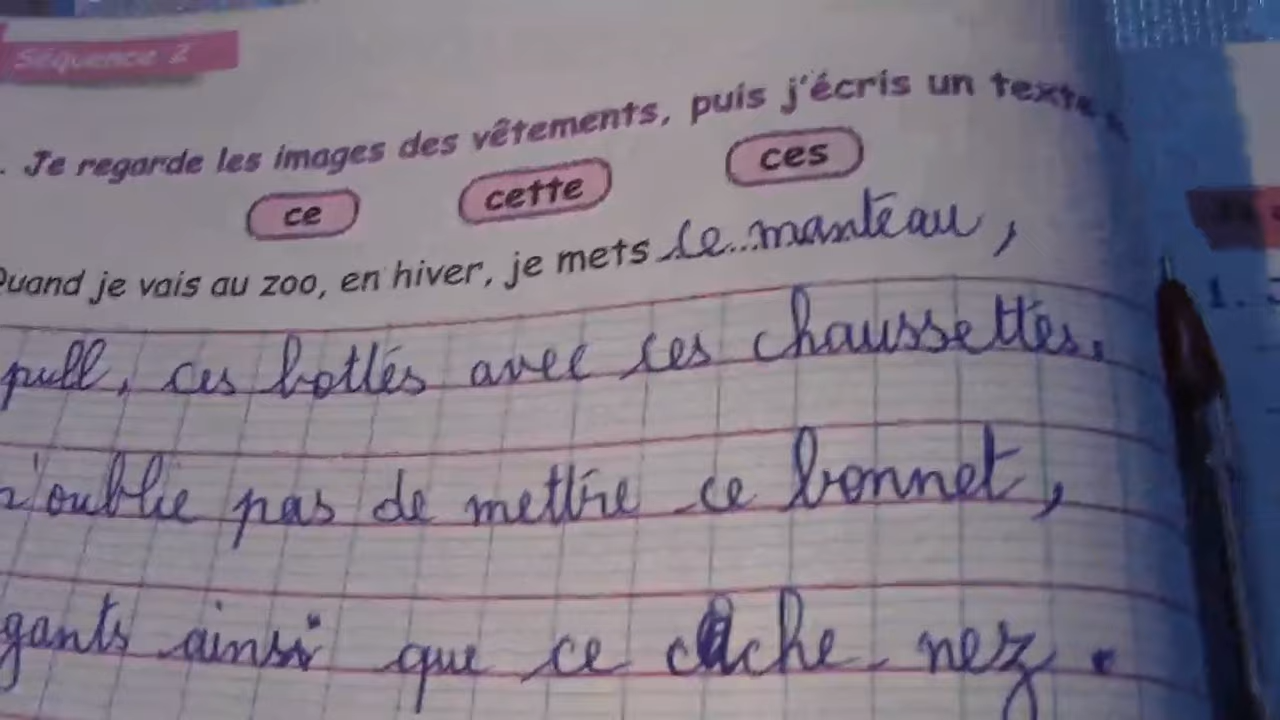 Séquence 2
. Je regarde les images des vêtements, puis j'écris un texte
ce cette ces
Quand je vais au zoo, en hiver, je mets ce manteau,
pull, ces bottes avec ces chaussettes.
n'oublie pas de mettre ce bonnet,
gants ainsi que ce cache-nez.
1.